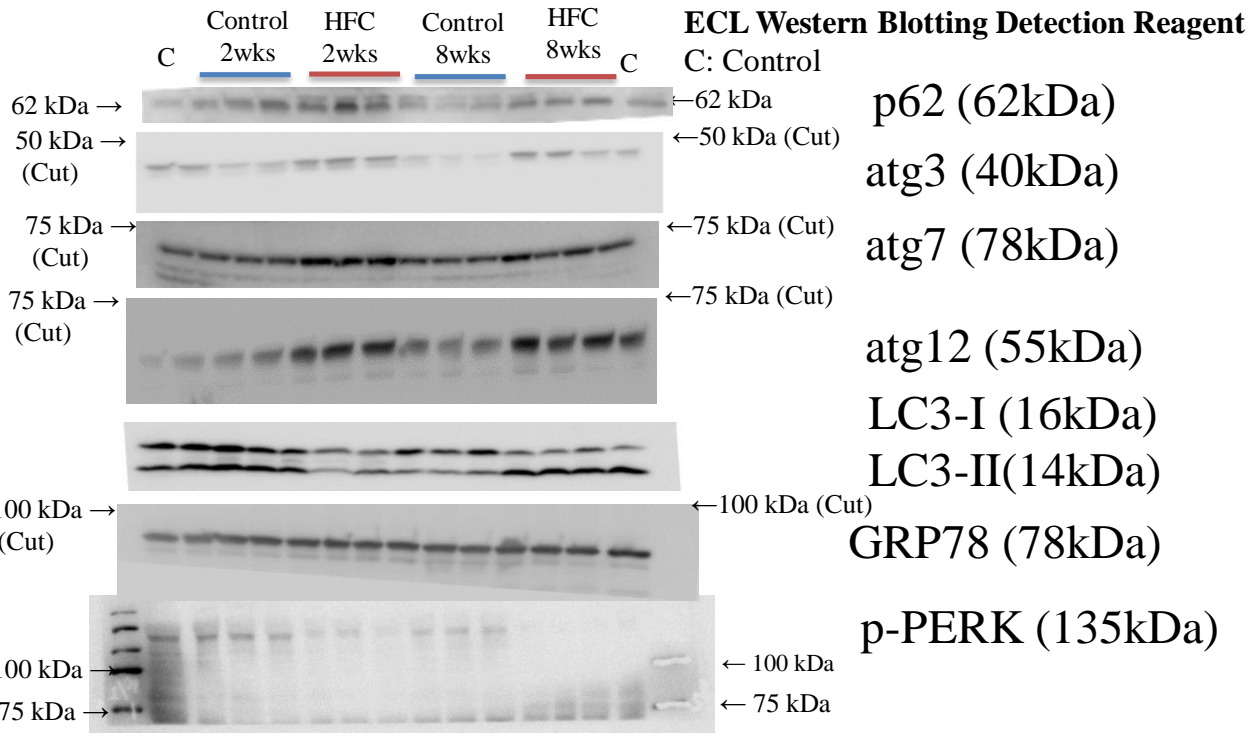 ECL Western Blotting Detection Reagent
C: Control
C
Control
2wks
HFC
2wks
Control
8wks
HFC
8wks
C
62 kDa →
←62 kDa
p62 (62kDa)
50 kDa →
(Cut)
←50 kDa (Cut)
atg3 (40kDa)
75 kDa →
(Cut)
←75 kDa (Cut)
atg7 (78kDa)
75 kDa →
(Cut)
←75 kDa (Cut)
atg12 (55kDa)
LC3-I (16kDa)
LC3-II(14kDa)
100 kDa →
(Cut)
←100 kDa (Cut)
GRP78 (78kDa)
p-PERK (135kDa)
100 kDa →
← 100 kDa
75 kDa →
← 75 kDa